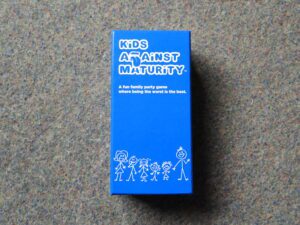 KiDS
AGAiNST
MATURiTY
A fun family party game
where being the worst is the best.